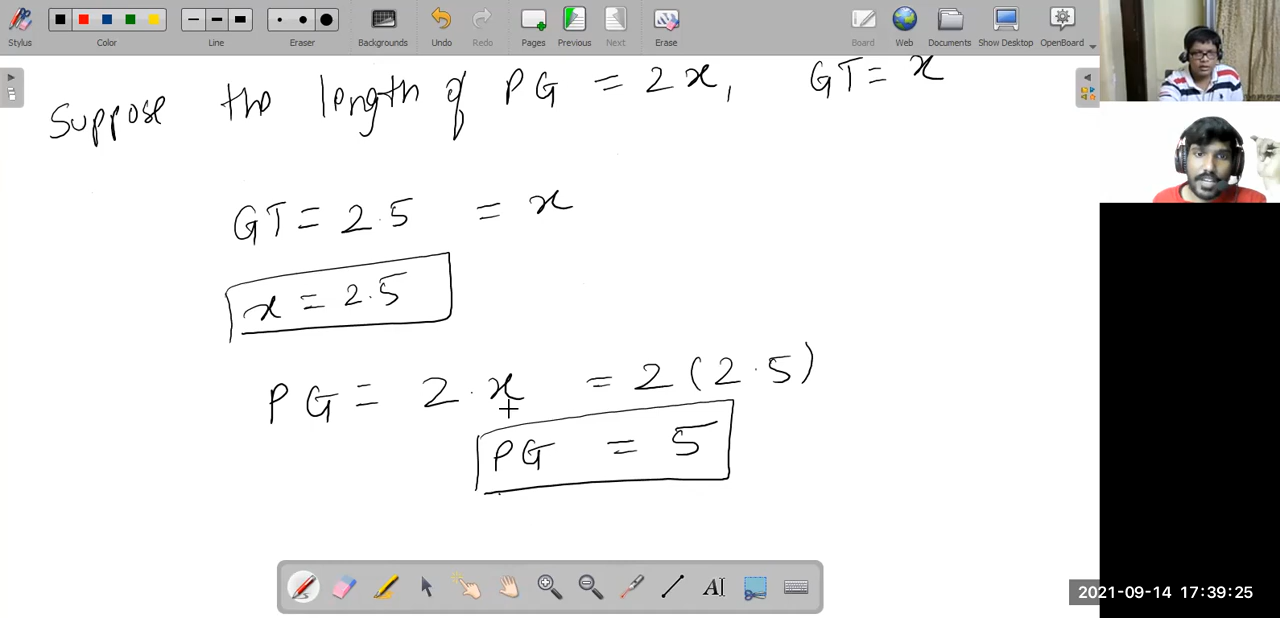 Stylus Color Line Eraser Backgrounds Undo Redo Pages Previous Next Erase Board Web Documents Show Desktop OpenBoard
Suppose the length of PG = 2x, GT = x
GT = 2.5 = x
x = 2.5
PG = 2.x = 2(2.5)
PG = 5
AI
2021-09-14 17:39:25